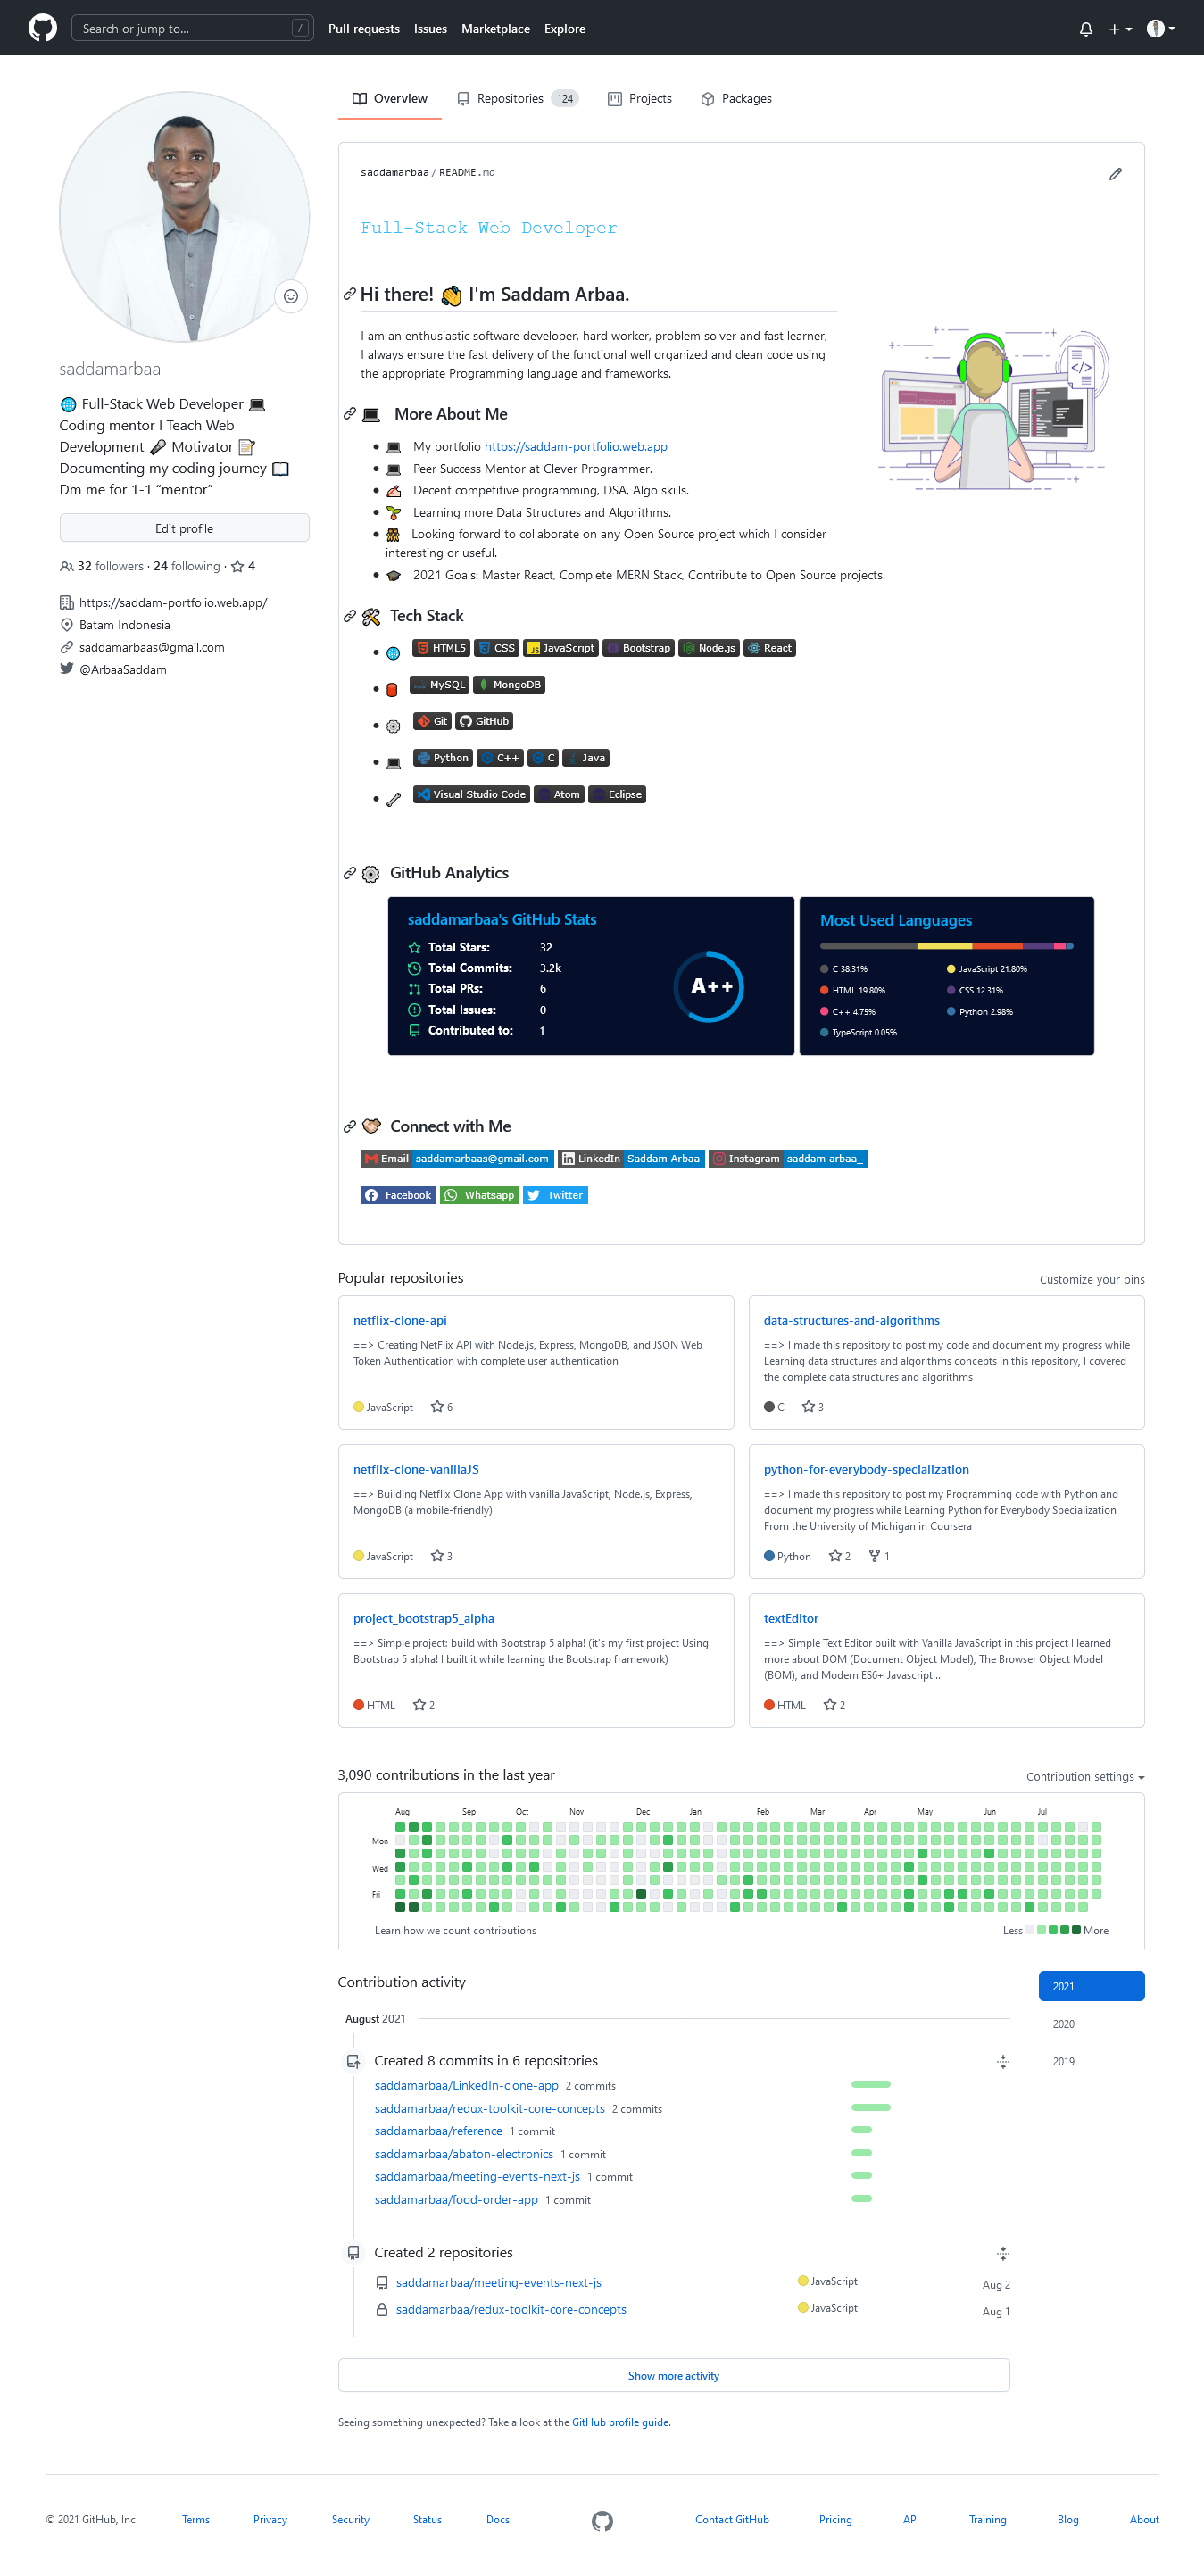 Search or jump to...
/
Pull requests
Issues
Marketplace
Explore
Overview
Repositories 124
Projects
Packages
saddamarbaa
🌐 Full-Stack Web Developer 💻
Coding mentor I Teach Web
Development 🎤 Motivator 📝
Documenting my coding journey 📖
Dm me for 1-1 “mentor”
Edit profile
32 followers · 24 following · 4
https://saddam-portfolio.web.app/
Batam Indonesia
saddamarbaas@gmail.com
@ArbaaSaddam
saddamarbaa / README.md
Full-Stack Web Developer
Hi there! 👋 I'm Saddam Arbaa.
I am an enthusiastic software developer, hard worker, problem solver and fast learner,
I always ensure the fast delivery of the functional well organized and clean code using
the appropriate Programming language and frameworks.
💻 More About Me
• 💻 My portfolio https://saddam-portfolio.web.app
• 💻 Peer Success Mentor at Clever Programmer.
• ✍ Decent competitive programming, DSA, Algo skills.
• 🌱 Learning more Data Structures and Algorithms.
• 👯 Looking forward to collaborate on any Open Source project which I consider
interesting or useful.
• 🎓 2021 Goals: Master React, Complete MERN Stack, Contribute to Open Source projects.
🛠 Tech Stack
• 🌐 HTML5 CSS JavaScript Bootstrap Node.js React
• 🛢 MySQL MongoDB
• ⚙ Git GitHub
• 💻 Python C++ C Java
• 🔧 Visual Studio Code Atom Eclipse
⚙ GitHub Analytics
saddamarbaa's GitHub Stats
Total Stars: 32
Total Commits: 3.2k
Total PRs: 6
Total Issues: 0
Contributed to: 1
A++
Most Used Languages
C 38.31% JavaScript 21.80%
HTML 19.80% CSS 12.31%
C++ 4.75% Python 2.98%
TypeScript 0.05%
🤝 Connect with Me
Email saddamarbaas@gmail.com LinkedIn Saddam Arbaa Instagram saddam arbaa_
Facebook Whatsapp Twitter
Popular repositories
Customize your pins
netflix-clone-api
==> Creating NetFlix API with Node.js, Express, MongoDB, and JSON Web
Token Authentication with complete user authentication
JavaScript 6
data-structures-and-algorithms
==> I made this repository to post my code and document my progress while
Learning data structures and algorithms concepts in this repository, I covered
the complete data structures and algorithms
C 3
netflix-clone-vanillaJS
==> Building Netflix Clone App with vanilla JavaScript, Node.js, Express,
MongoDB (a mobile-friendly)
JavaScript 3
python-for-everybody-specialization
==> I made this repository to post my Programming code with Python and
document my progress while Learning Python for Everybody Specialization
From the University of Michigan in Coursera
Python 2 1
project_bootstrap5_alpha
==> Simple project: build with Bootstrap 5 alpha! (it's my first project Using
Bootstrap 5 alpha! I built it while learning the Bootstrap framework)
HTML 2
textEditor
==> Simple Text Editor built with Vanilla JavaScript in this project I learned
more about DOM (Document Object Model), The Browser Object Model
(BOM), and Modern ES6+ Javascript...
HTML 2
3,090 contributions in the last year
Contribution settings
Aug Sep Oct Nov Dec Jan Feb Mar Apr May Jun Jul
Mon
Wed
Fri
Learn how we count contributions
Less More
Contribution activity
2021
2020
2019
August 2021
Created 8 commits in 6 repositories
saddamarbaa/LinkedIn-clone-app 2 commits
saddamarbaa/redux-toolkit-core-concepts 2 commits
saddamarbaa/reference 1 commit
saddamarbaa/abaton-electronics 1 commit
saddamarbaa/meeting-events-next-js 1 commit
saddamarbaa/food-order-app 1 commit
Created 2 repositories
saddamarbaa/meeting-events-next-js JavaScript Aug 2
saddamarbaa/redux-toolkit-core-concepts JavaScript Aug 1
Show more activity
Seeing something unexpected? Take a look at the GitHub profile guide.
© 2021 GitHub, Inc. Terms Privacy Security Status Docs Contact GitHub Pricing API Training Blog About